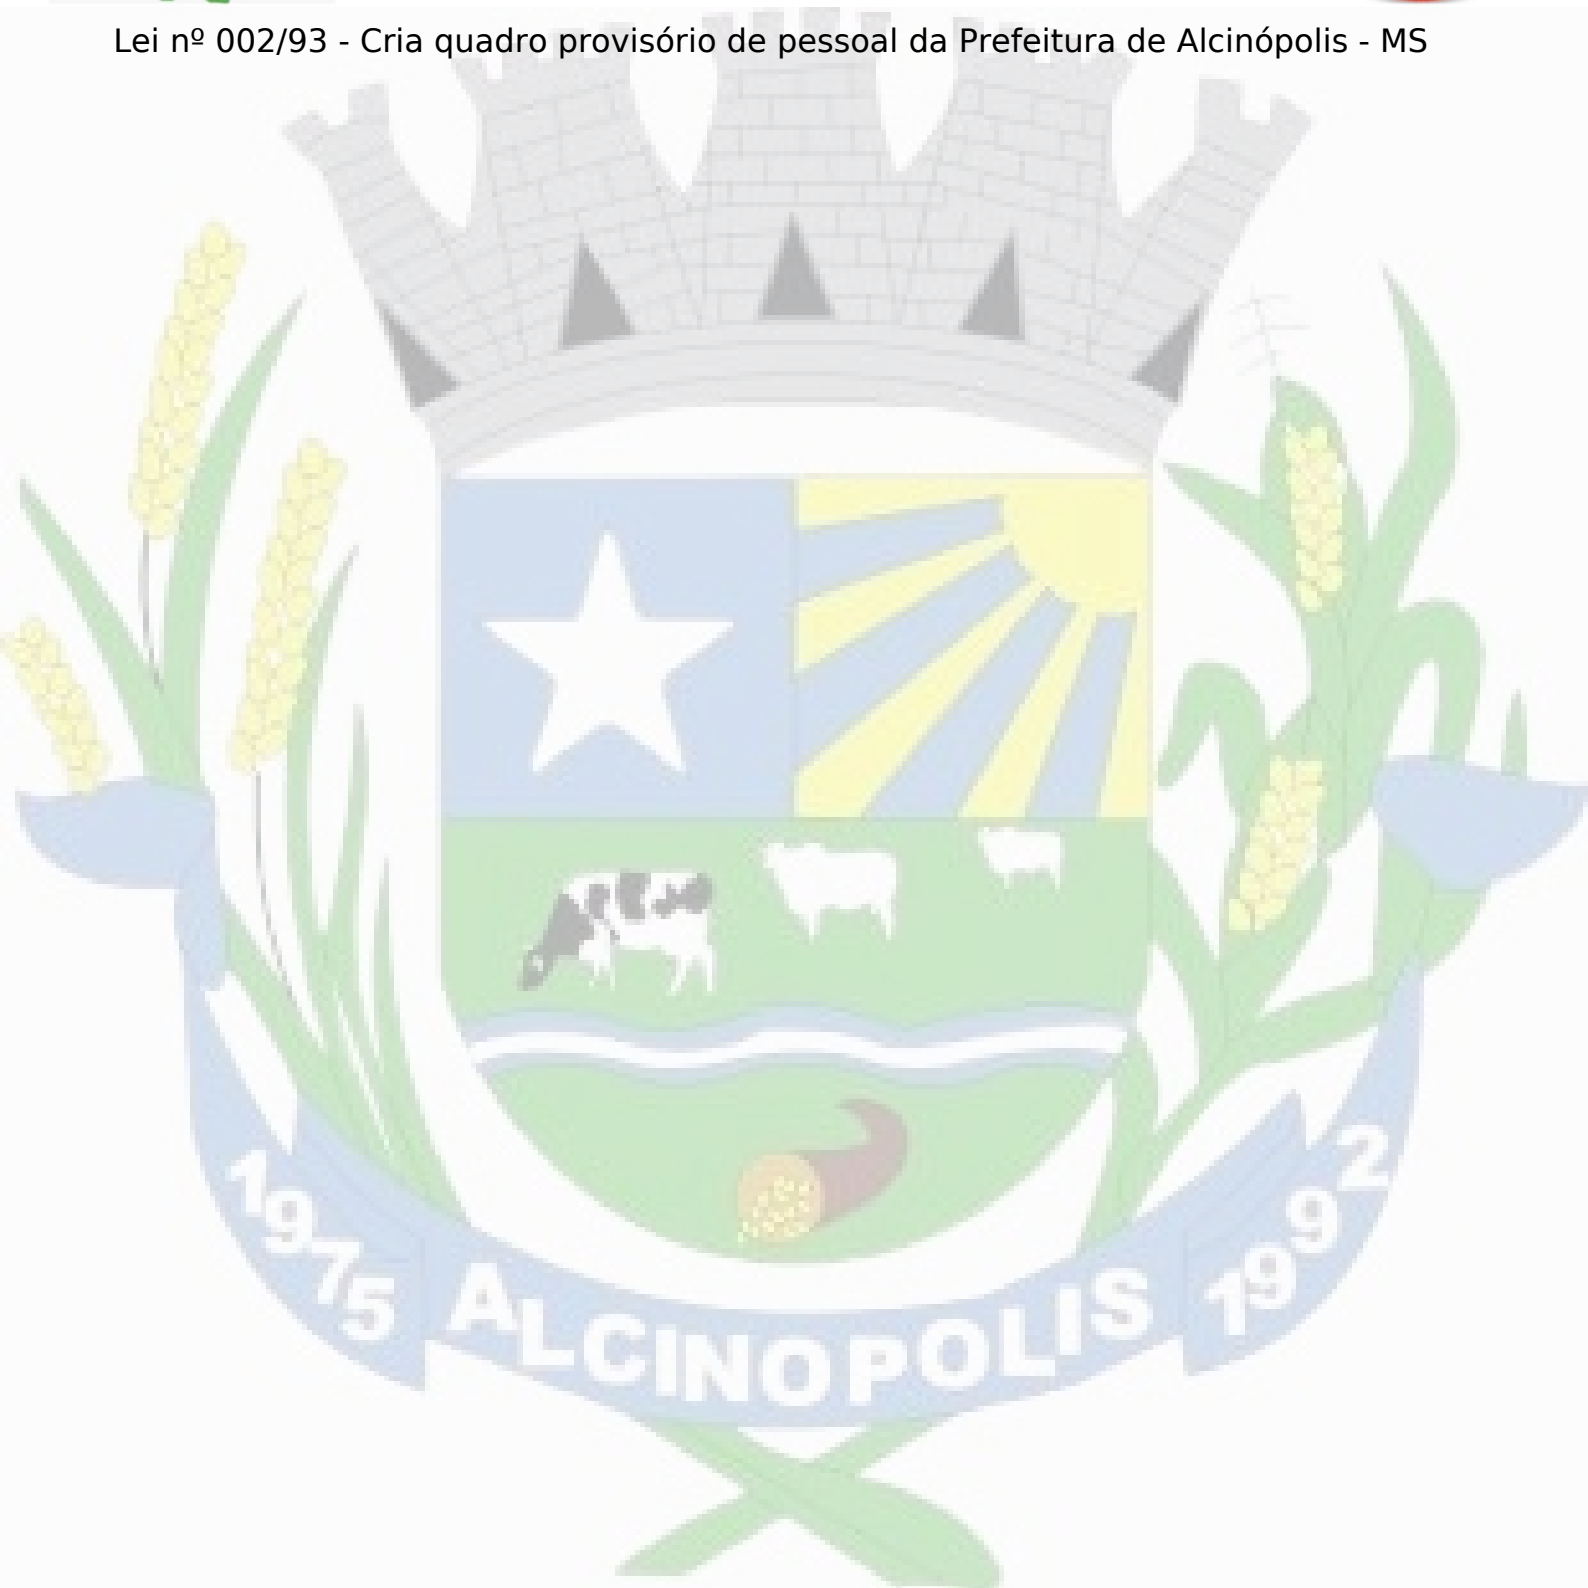 Lei nº 002/93 - Cria quadro provisório de pessoal da Prefeitura de Alcinópolis - MS
1975 ALCINOPOLIS 1992